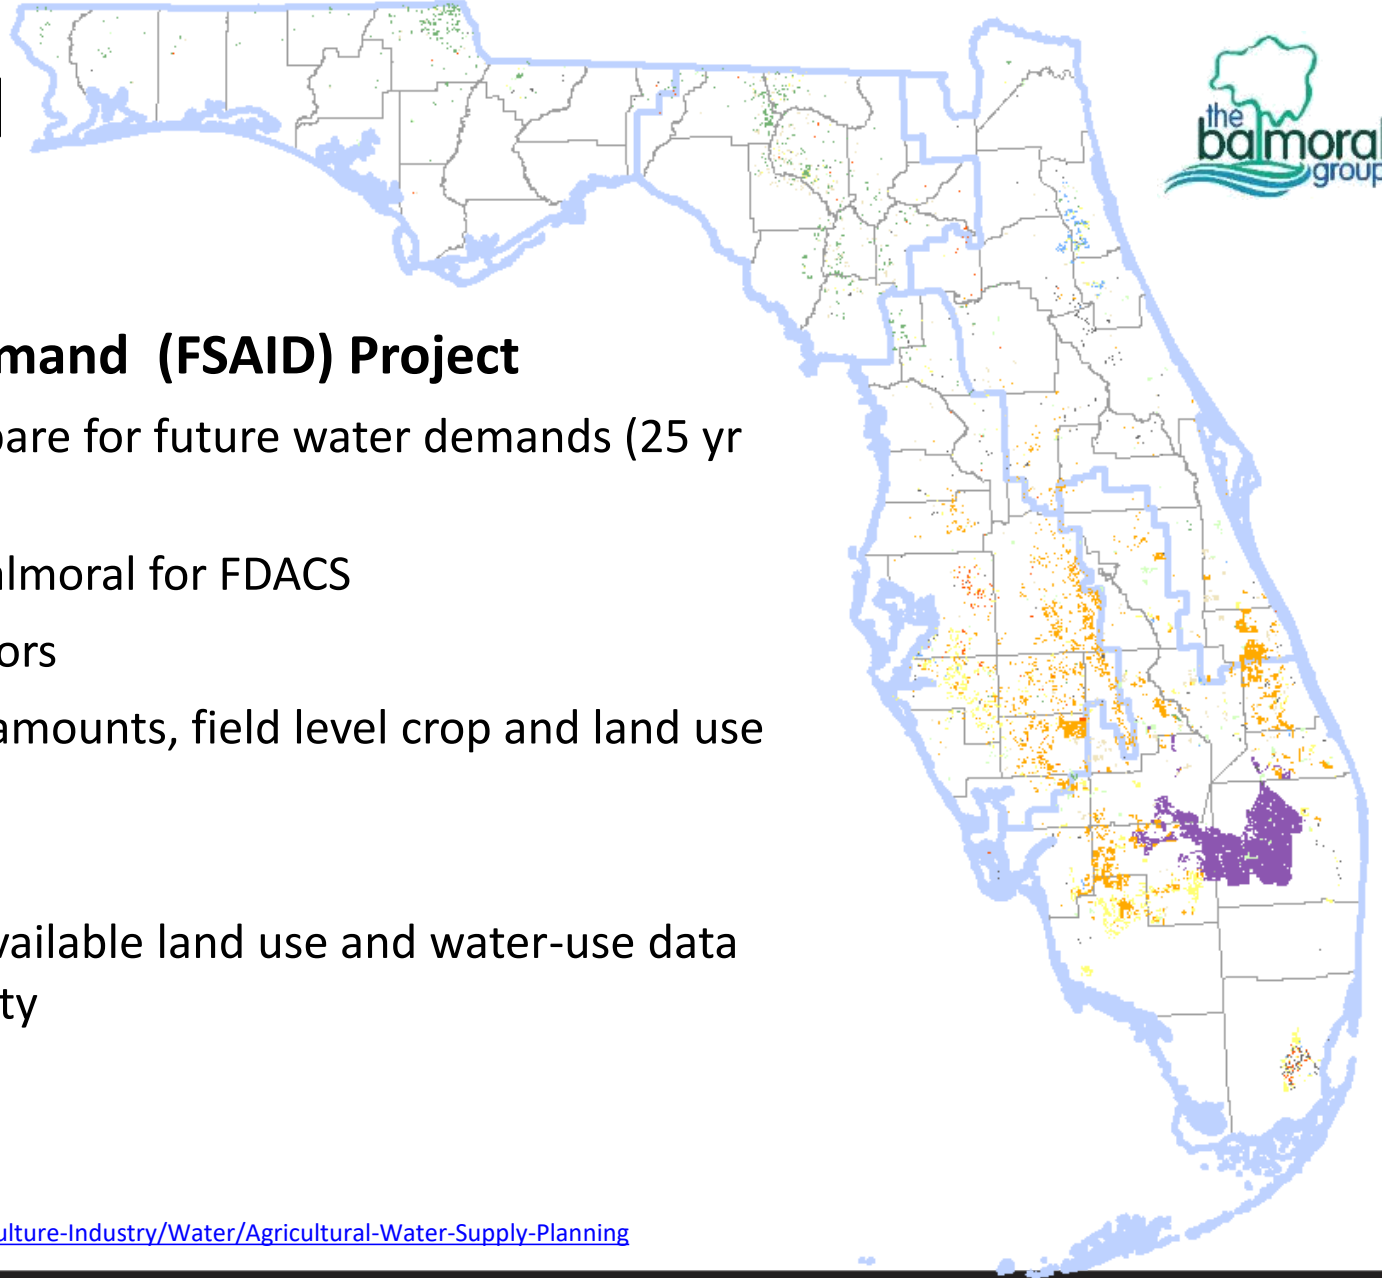 the
balmoral
group
mand (FSAID) Project
pare for future water demands (25 yr
almoral for FDACS
ors
amounts, field level crop and land use
vailable land use and water-use data
ty
ulture-Industry/Water/Agricultural-Water-Supply-Planning